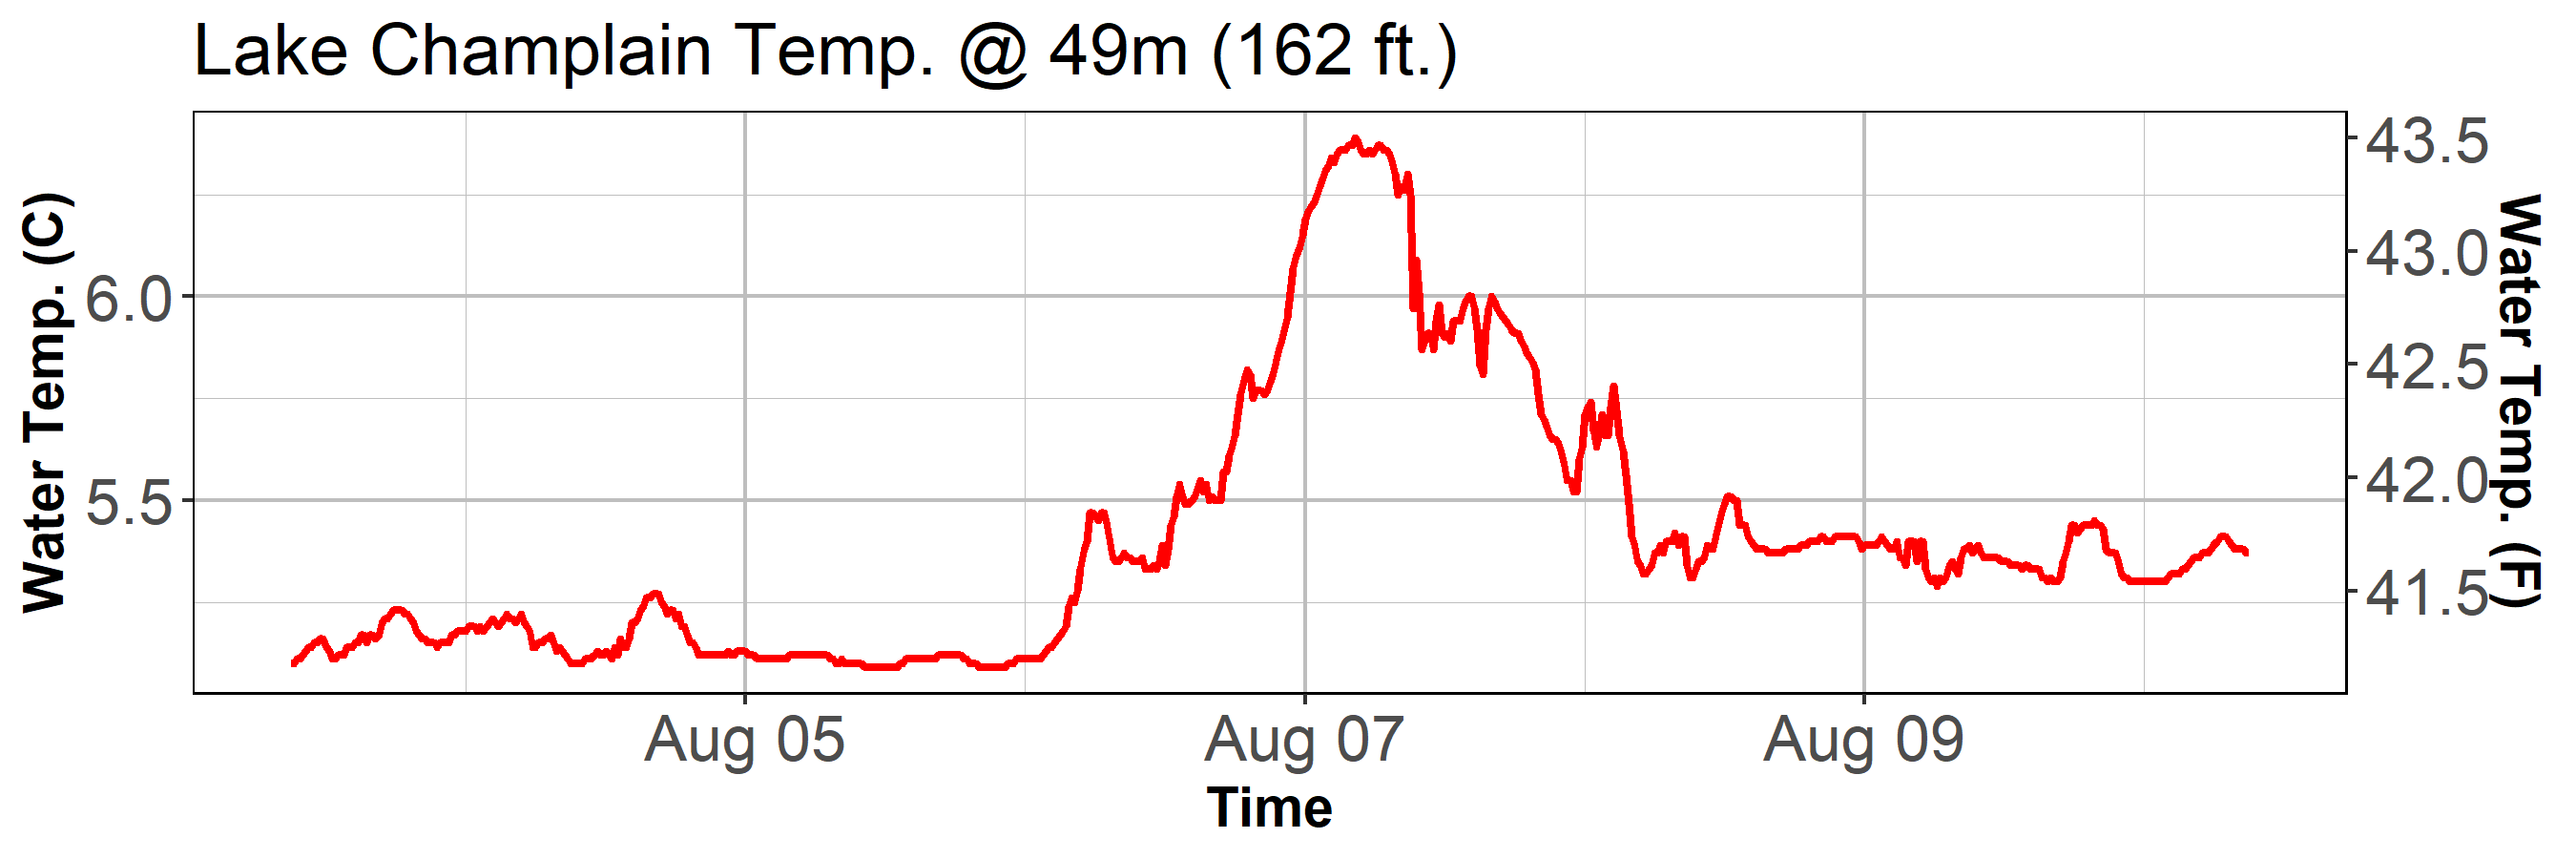 Lake Champlain Temp. @ 49m (162 ft.)
Water Temp. (C)
6.0
5.5
43.5
43.0
42.5
42.0
41.5
Water Temp. (F)
Aug 05
Aug 07
Aug 09
Time